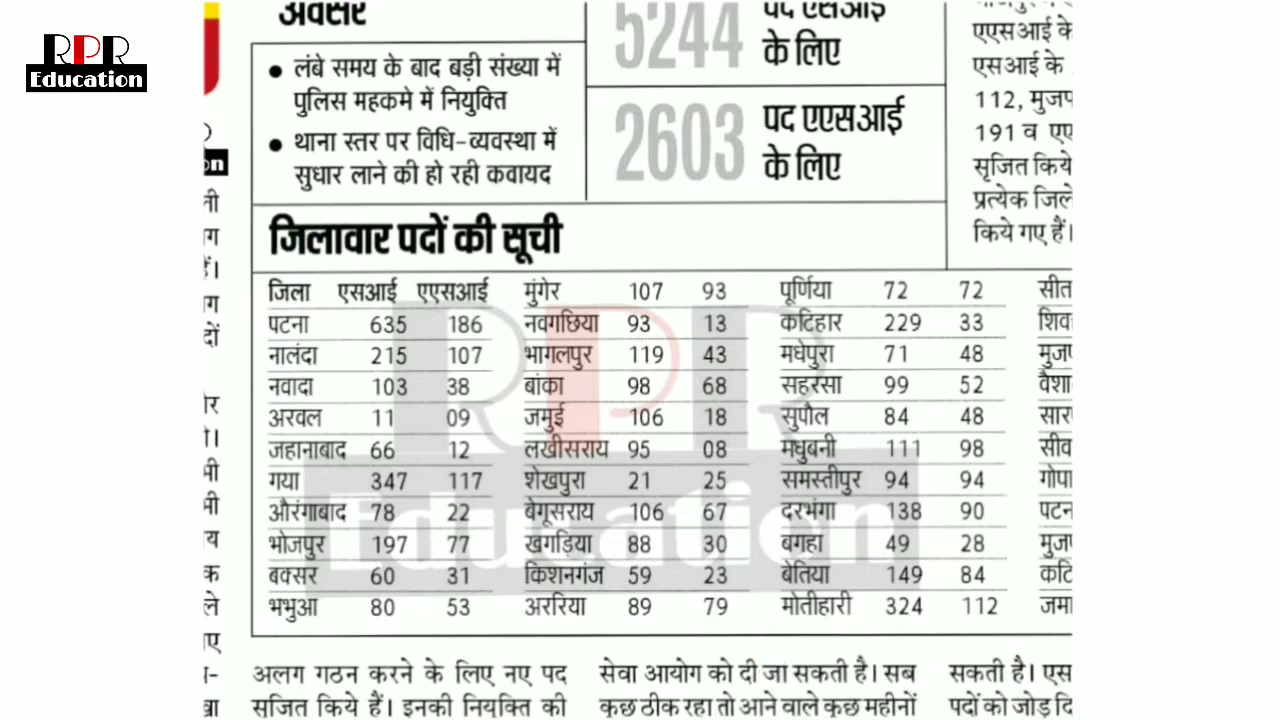 RPR
Education
अवसर
• लंबे समय के बाद बड़ी संख्या में
पुलिस महकमे में नियुक्ति
• थाना स्तर पर विधि-व्यवस्था में
सुधार लाने की हो रही कवायद
5244 पद एसआई
के लिए
2603 पद एएसआई
के लिए
एएसआई के
एसआई के
112, मुजफ
191 व एए
सृजित किये
प्रत्येक जिले
किये गए हैं।
जिलावार पदों की सूची
जिला एसआई एएसआई मुंगेर 107 93 पूर्णिया 72 72 सीत
पटना 635 186 नवगछिया 93 13 कटिहार 229 33 शिव
नालंदा 215 107 भागलपुर 119 43 मधेपुरा 71 48 मुज
नवादा 103 38 बांका 98 68 सहरसा 99 52 वैशा
अरवल 11 09 जमुई 106 18 सुपौल 84 48 सार
जहानाबाद 66 12 लखीसराय 95 08 मधुबनी 111 98 सीव
गया 347 117 शेखपुरा 21 25 समस्तीपुर 94 94 गोपा
औरंगाबाद 78 22 बेगूसराय 106 67 दरभंगा 138 90 पटन
भोजपुर 197 77 खगड़िया 88 30 बगहा 49 28 मुज
बक्सर 60 31 किशनगंज 59 23 बेतिया 149 84 कटि
भभुआ 80 53 अररिया 89 79 मोतीहारी 324 112 जमा
RPR
Education
अलग गठन करने के लिए नए पद
सृजित किये हैं। इनकी नियुक्ति की
सेवा आयोग को दी जा सकती है। सब
कुछ ठीक रहा तो आने वाले कुछ महीनों
सकती है। एस
पदों को जोड़ दि